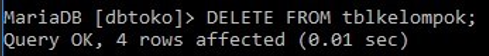 MariaDB [dbtoko]> DELETE FROM tblkelompok;
Query OK, 4 rows affected (0.01 sec)